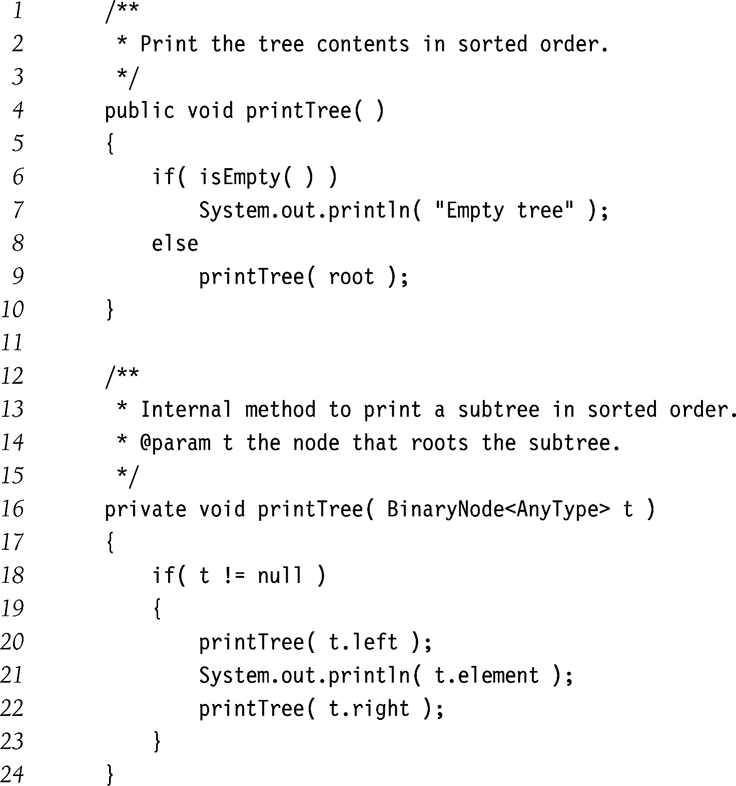 1 /**
2 * Print the tree contents in sorted order.
3 */
4 public void printTree( )
5 {
6 if( isEmpty( ) )
7 System.out.println( "Empty tree" );
8 else
9 printTree( root );
10 }
11
12 /**
13 * Internal method to print a subtree in sorted order.
14 * @param t the node that roots the subtree.
15 */
16 private void printTree( BinaryNode<AnyType> t )
17 {
18 if( t != null )
19 {
20 printTree( t.left );
21 System.out.println( t.element );
22 printTree( t.right );
23 }
24 }